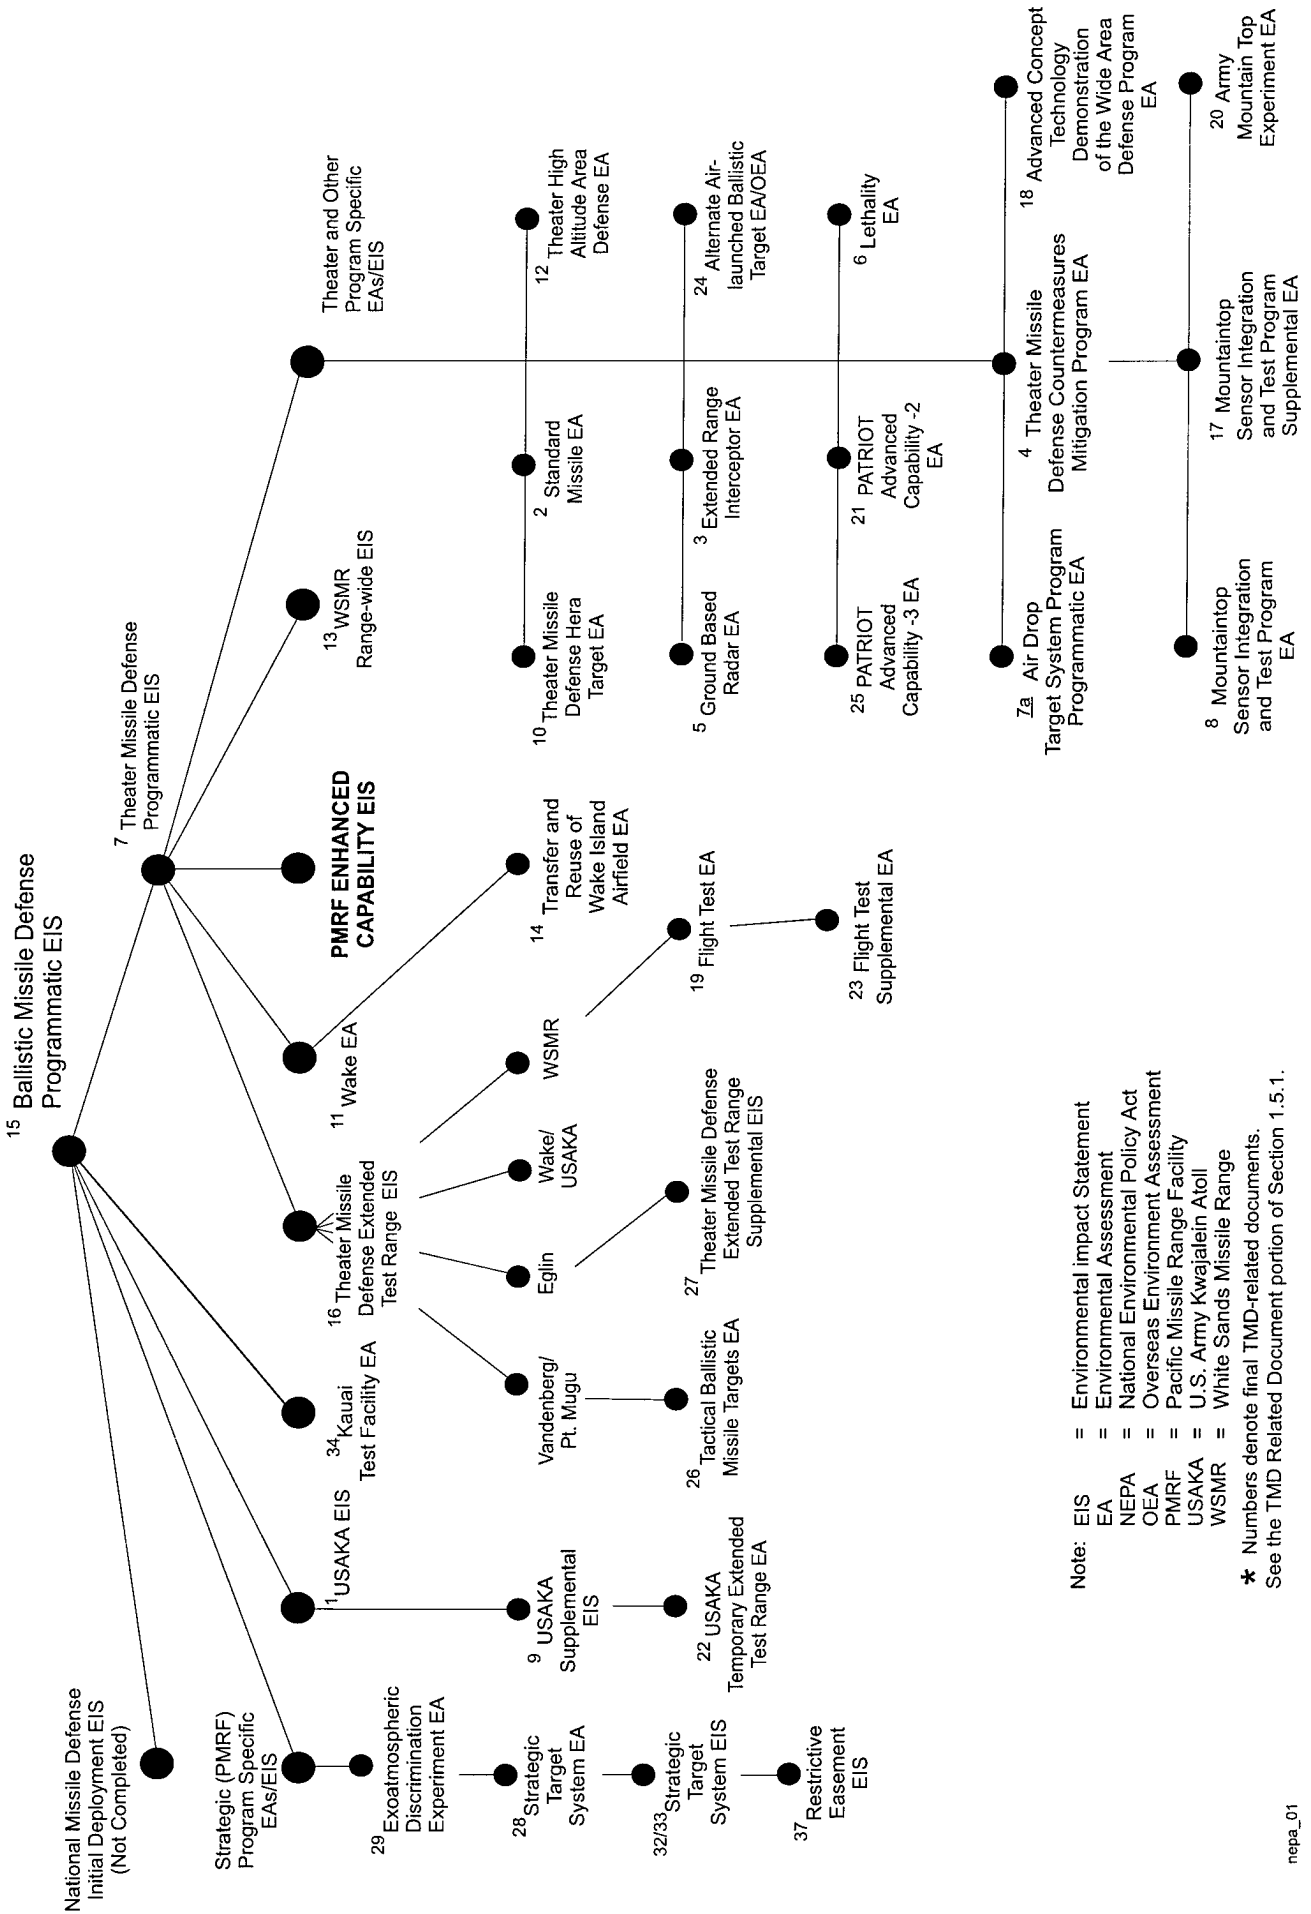 15 Ballistic Missile Defense
Programmatic EIS
National Missile Defense
Initial Deployment EIS
(Not Completed)
7 Theater Missile Defense
Programmatic EIS
Strategic (PMRF)
Program Specific
EAs/EIS
1 USAKA EIS
34 Kauai
Test Facility EA
16 Theater Missile
Defense Extended
Test Range EIS
11 Wake EA
PMRF ENHANCED
CAPABILITY EIS
13 WSMR
Range-wide EIS
Theater and Other
Program Specific
EAs/EIS
29 Exoatmospheric
Discrimination
Experiment EA
28 Strategic
Target
System EA
32/33 Strategic
Target
System EIS
37 Restrictive
Easement
EIS
9 USAKA
Supplemental
EIS
22 USAKA
Temporary Extended
Test Range EA
Vandenberg/
Pt. Mugu
Eglin
Wake/
USAKA
WSMR
14 Transfer and
Reuse of
Wake Island
Airfield EA
26 Tactical Ballistic
Missile Targets EA
27 Theater Missile Defense
Extended Test Range
Supplemental EIS
19 Flight Test EA
23 Flight Test
Supplemental EA
10 Theater Missile
Defense Hera
Target EA
2 Standard
Missile EA
12 Theater High
Altitude Area
Defense EA
5 Ground Based
Radar EA
3 Extended Range
Interceptor EA
24 Alternate Air-
launched Ballistic
Target EA/OEA
25 PATRIOT
Advanced
Capability -3 EA
21 PATRIOT
Advanced
Capability -2
EA
6 Lethality
EA
7a Air Drop
Target System Program
Programmatic EA
4 Theater Missile
Defense Countermeasures
Mitigation Program EA
18 Advanced Concept
Technology
Demonstration
of the Wide Area
Defense Program
EA
8 Mountaintop
Sensor Integration
and Test Program
EA
17 Mountaintop
Sensor Integration
and Test Program
Supplemental EA
20 Army
Mountain Top
Experiment EA
Note: EIS = Environmental impact Statement
EA = Environmental Assessment
NEPA = National Environmental Policy Act
OEA = Overseas Environment Assessment
PMRF = Pacific Missile Range Facility
USAKA = U.S. Army Kwajalein Atoll
WSMR = White Sands Missile Range
* Numbers denote final TMD-related documents.
See the TMD Related Document portion of Section 1.5.1.
nepa_01